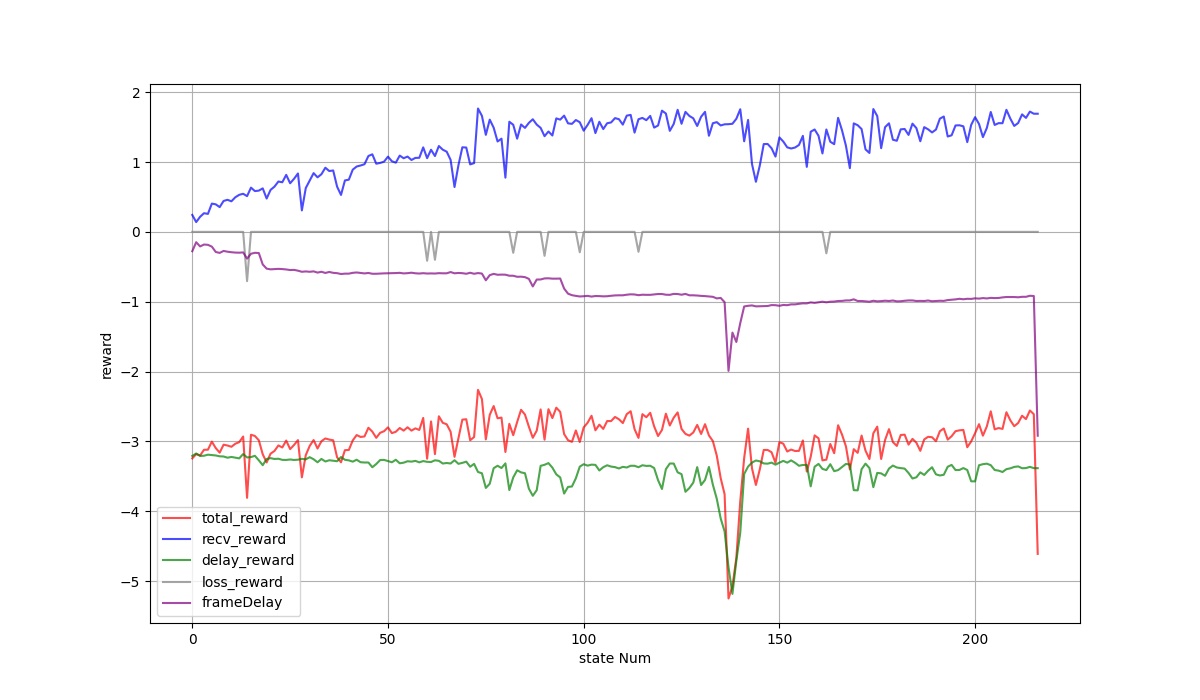 2
1
0
−1
−2
−3
−4
−5
reward
total_reward
recv_reward
delay_reward
loss_reward
frameDelay
0 50 100 150 200
state Num